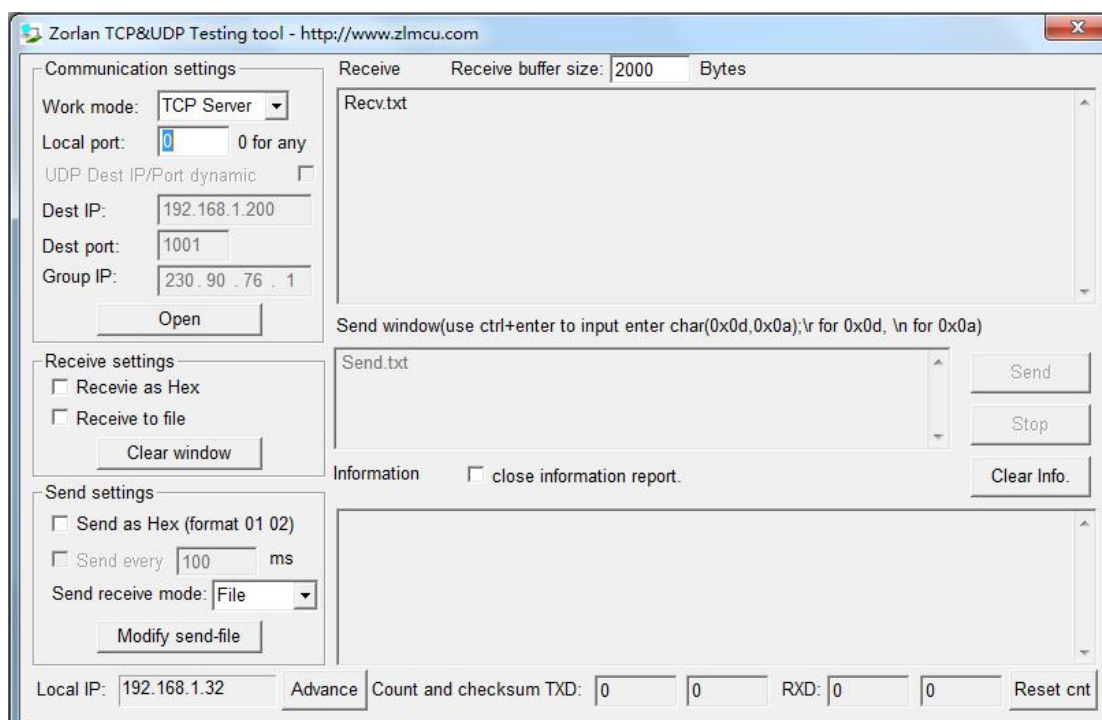 Zorlan TCP&UDP Testing tool - http://www.zlmcu.com
Communication settings
Work mode: TCP Server
Local port: 0 0 for any
UDP Dest IP/Port dynamic
Dest IP: 192.168.1.200
Dest port: 1001
Group IP: 230 . 90 . 76 . 1
Open
Receive settings
Recevie as Hex
Receive to file
Clear window
Send settings
Send as Hex (format 01 02)
Send every 100 ms
Send receive mode: File
Modify send-file
Receive Receive buffer size: 2000 Bytes
Recv.txt
Send window(use ctrl+enter to input enter char(0x0d,0x0a);\r for 0x0d, \n for 0x0a)
Send.txt
Send
Stop
Information close information report. Clear Info.
Local IP: 192.168.1.32 Advance Count and checksum TXD: 0 0 RXD: 0 0 Reset cnt